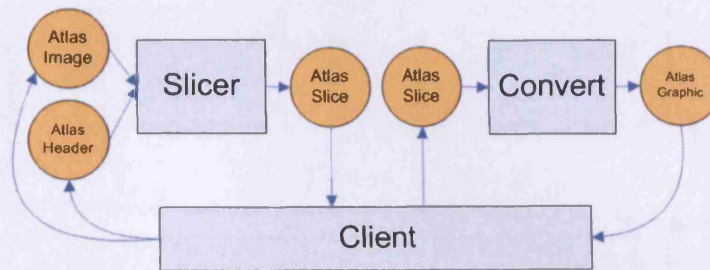 Atlas
Image
Slicer
Atlas
Slice
Atlas
Slice
Convert
Atlas
Graphic
Atlas
Header
Client